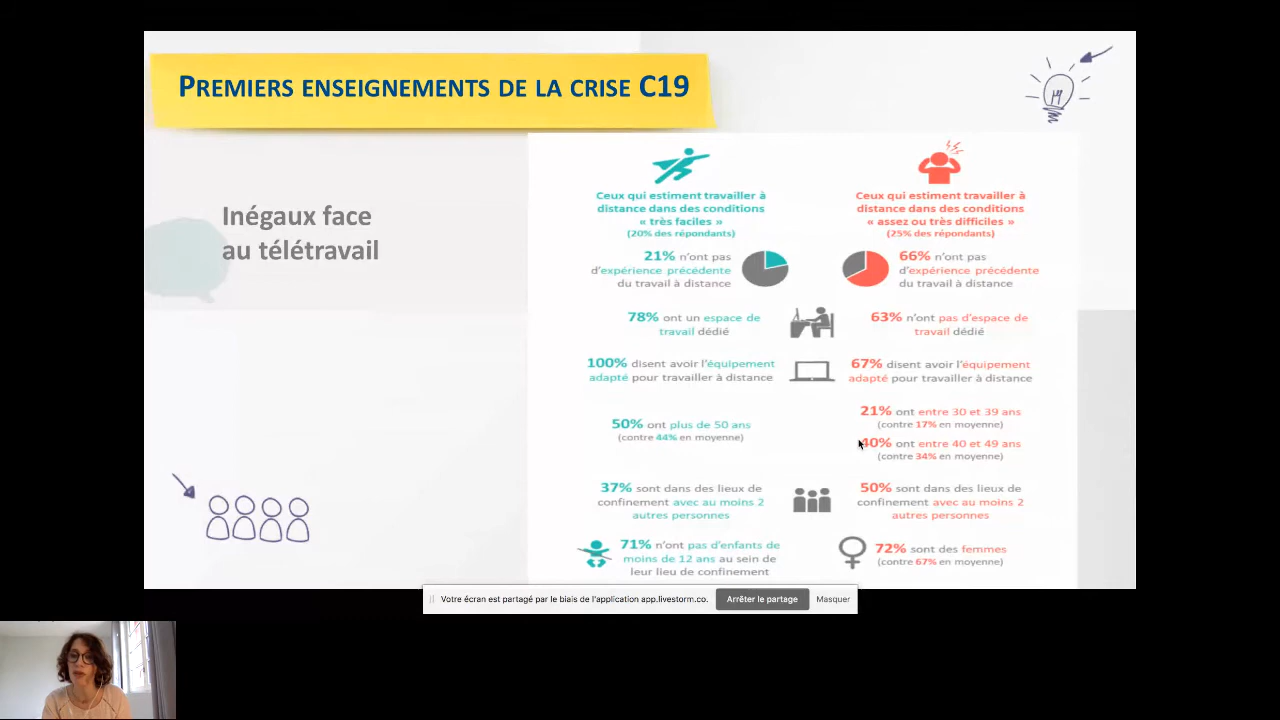 PREMIERS ENSEIGNEMENTS DE LA CRISE C19
Inégaux face
au télétravail
Ceux qui estiment travailler à
distance dans des conditions
« très faciles »
(20% des répondants)
21% n'ont pas
d'expérience précédente
du travail à distance
78% ont un espace de
travail dédié
100% disent avoir l'équipement
adapté pour travailler à distance
50% ont plus de 50 ans
(contre 44% en moyenne)
37% sont dans des lieux de
confinement avec au moins 2
autres personnes
71% n'ont pas d'enfants de
moins de 12 ans au sein de
leur lieu de confinement
Ceux qui estiment travailler à
distance dans des conditions
« assez ou très difficiles »
(25% des répondants)
66% n'ont pas
d'expérience précédente
du travail à distance
63% n'ont pas d'espace de
travail dédié
67% disent avoir l'équipement
adapté pour travailler à distance
21% ont entre 30 et 39 ans
(contre 17% en moyenne)
40% ont entre 40 et 49 ans
(contre 34% en moyenne)
50% sont dans des lieux de
confinement avec au moins 2
autres personnes
72% sont des femmes
(contre 67% en moyenne)
Votre écran est partagé par le biais de l'application app.livestorm.co.
Arrêter le partage
Masquer